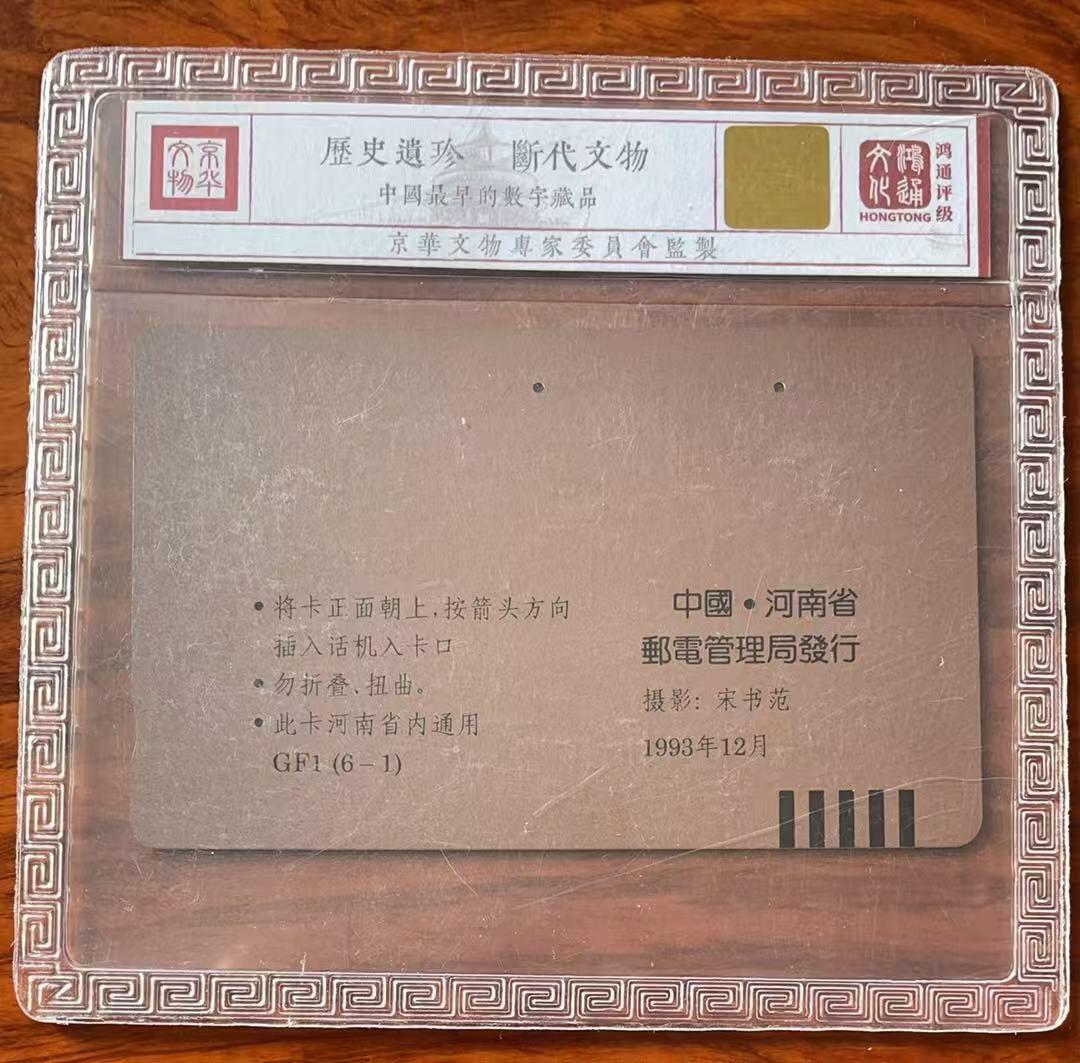 京华
文物
歷史遺珍 斷代文物
中國最早的數字藏品
京華文物專家委員會監製
鸿通
文化
HONGTONG
鸿通评级
• 将卡正面朝上,按箭头方向
插入话机入卡口
• 勿折叠、扭曲。
• 此卡河南省内通用
GF1 (6-1)
中國•河南省
郵電管理局發行
摄影: 宋书范
1993年12月